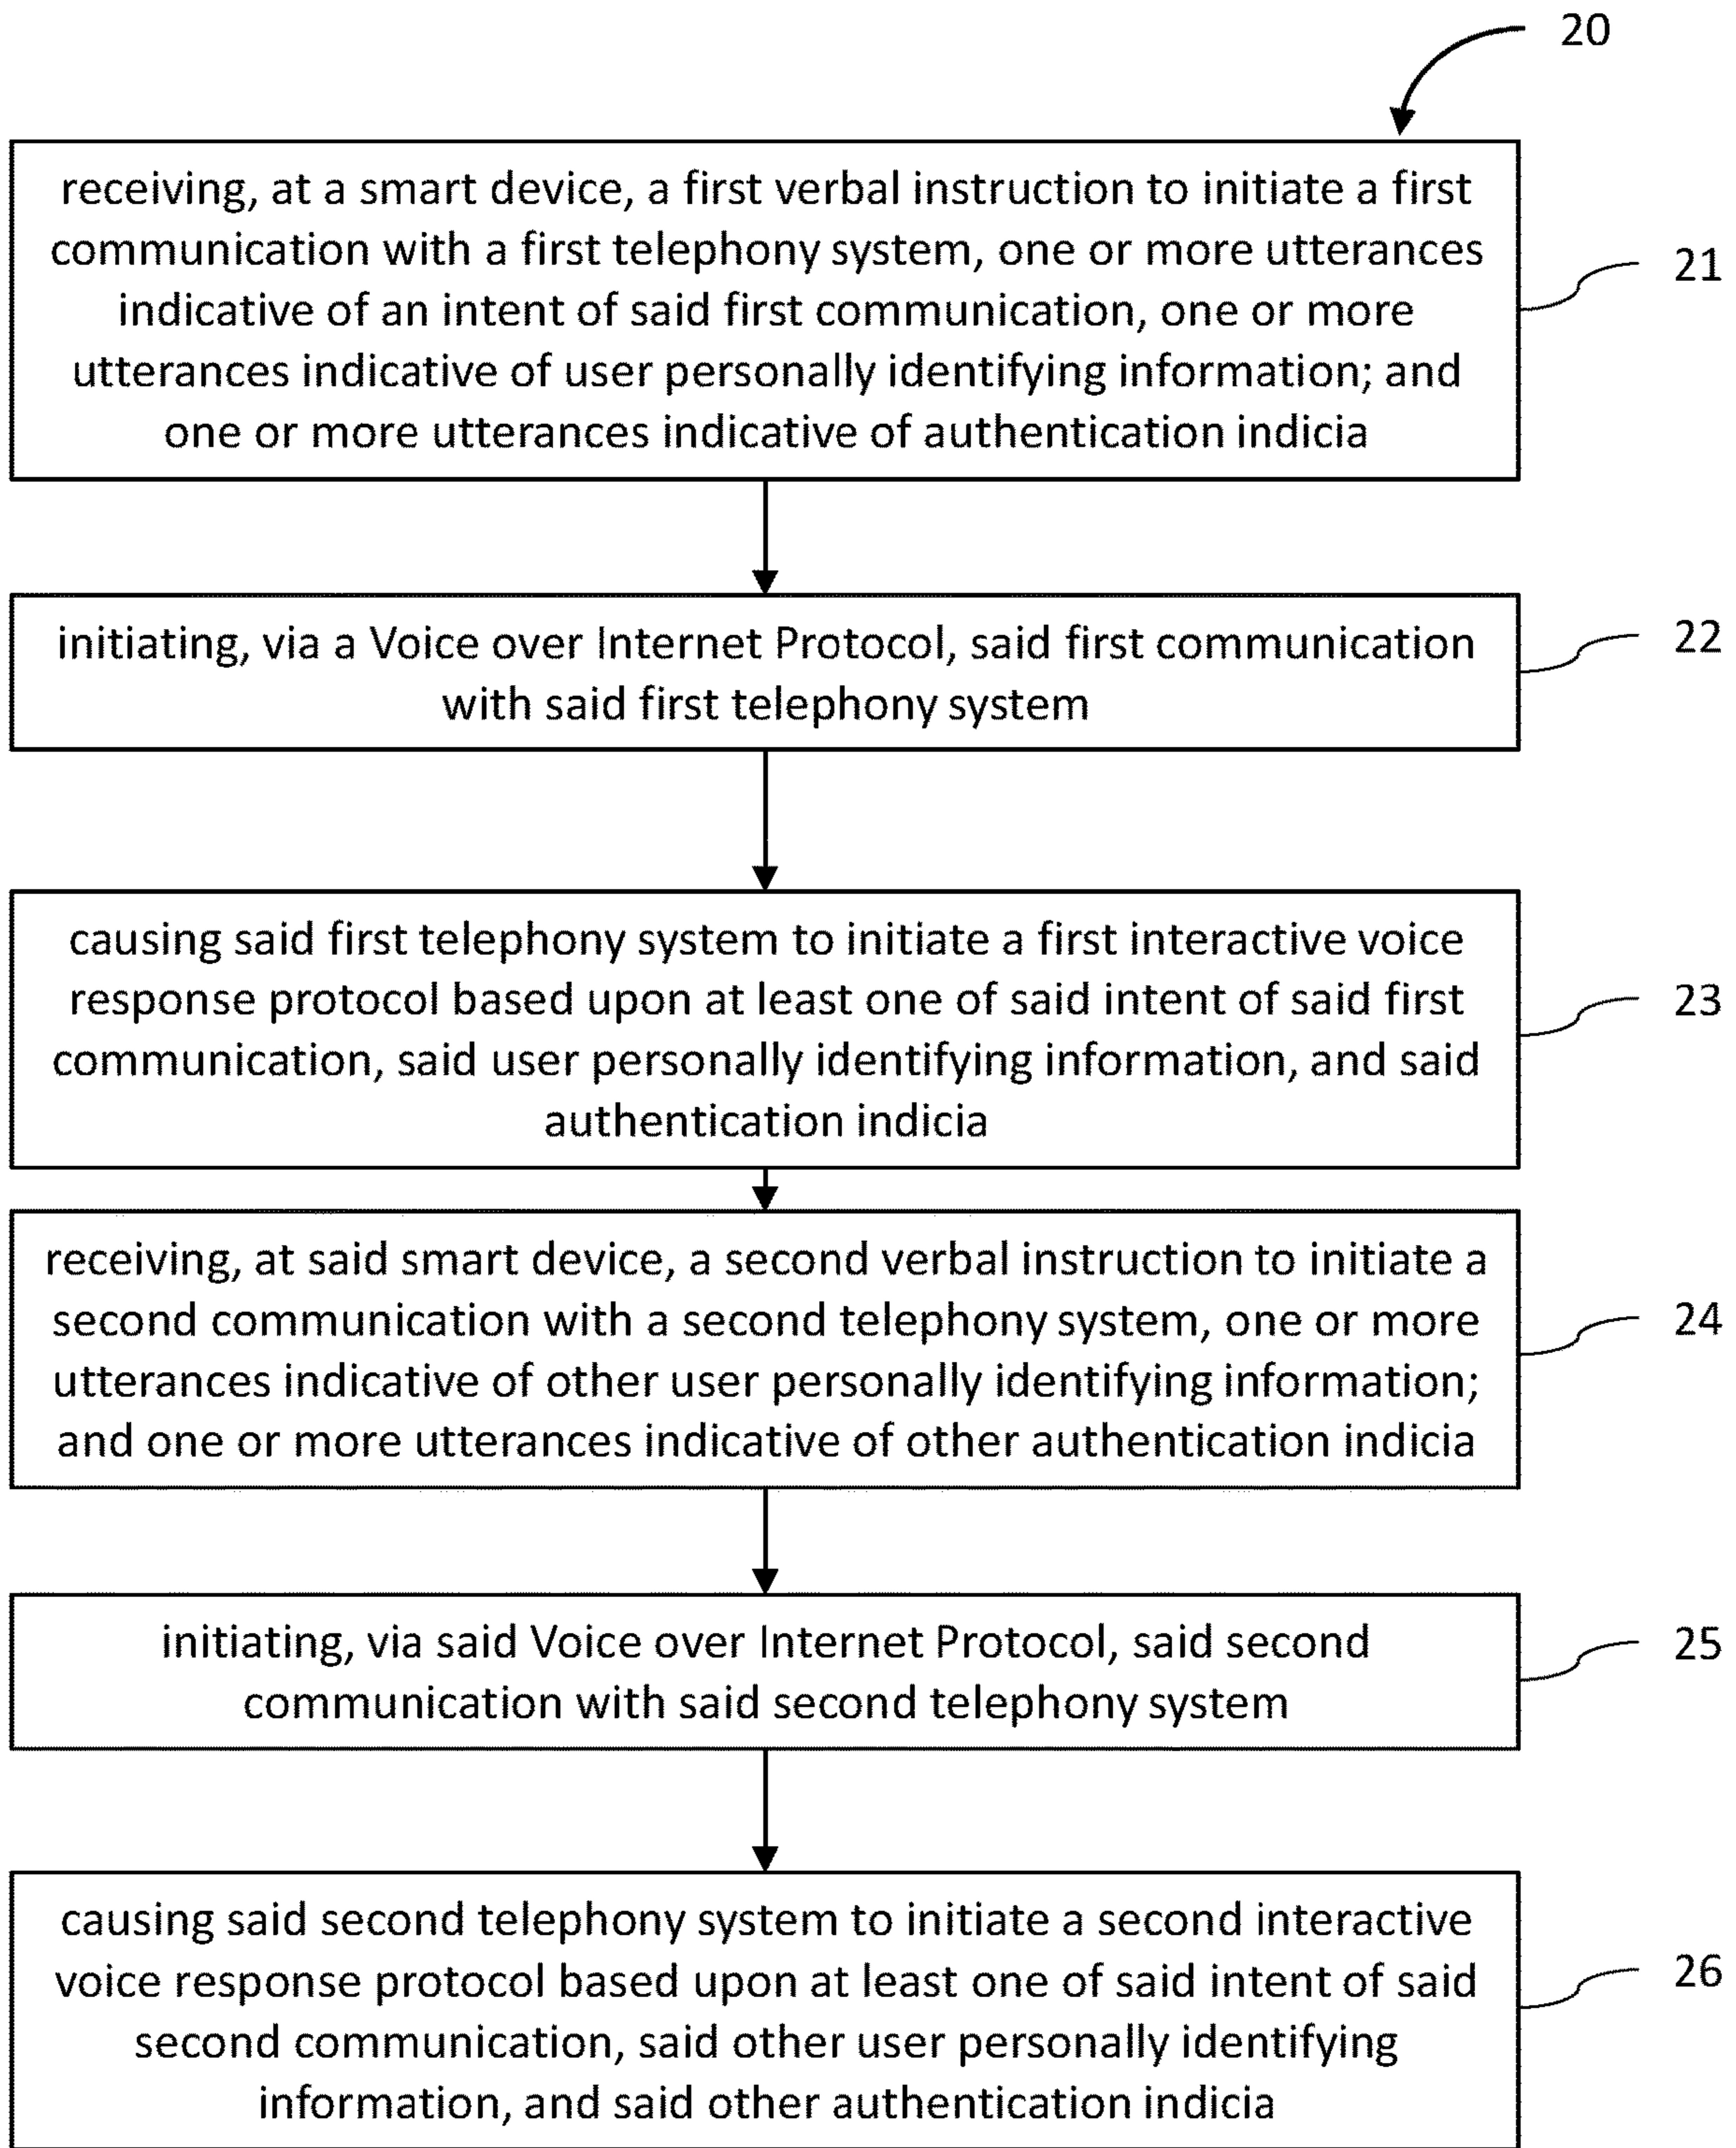 20
receiving, at a smart device, a first verbal instruction to initiate a first
communication with a first telephony system, one or more utterances
indicative of an intent of said first communication, one or more
utterances indicative of user personally identifying information; and
one or more utterances indicative of authentication indicia
21
initiating, via a Voice over Internet Protocol, said first communication
with said first telephony system
22
causing said first telephony system to initiate a first interactive voice
response protocol based upon at least one of said intent of said first
communication, said user personally identifying information, and said
authentication indicia
23
receiving, at said smart device, a second verbal instruction to initiate a
second communication with a second telephony system, one or more
utterances indicative of other user personally identifying information;
and one or more utterances indicative of other authentication indicia
24
initiating, via said Voice over Internet Protocol, said second
communication with said second telephony system
25
causing said second telephony system to initiate a second interactive
voice response protocol based upon at least one of said intent of said
second communication, said other user personally identifying
information, and said other authentication indicia
26